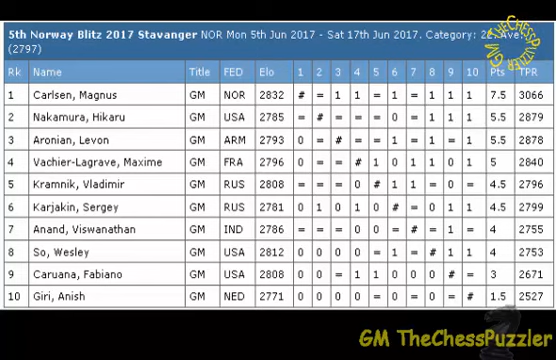 5th Norway Blitz 2017 Stavanger NOR Mon 5th Jun 2017 - Sat 17th Jun 2017. Category:
(2797)
Rk Name Title FED Elo 1 2 3 4 5 6 7 8 9 10 Pts TPR
1 Carlsen, Magnus GM NOR 2832 # = 1 1 = 1 = 1 1 1 7.5 3066
2 Nakamura, Hikaru GM USA 2785 = # = = = 0 = 1 1 1 5.5 2879
3 Aronian, Levon GM ARM 2793 0 = # = = 1 = 1 = 1 5.5 2878
4 Vachier-Lagrave, Maxime GM FRA 2796 0 = = # 1 0 1 1 0 1 5 2840
5 Kramnik, Vladimir GM RUS 2808 = = = 0 # 1 1 = 0 = 4.5 2796
6 Karjakin, Sergey GM RUS 2781 0 1 0 1 0 # = 0 1 1 4.5 2799
7 Anand, Viswanathan GM IND 2786 = = = 0 0 = # = 1 = 4 2755
8 So, Wesley GM USA 2812 0 0 0 0 = 1 = # 1 1 4 2753
9 Caruana, Fabiano GM USA 2808 0 0 = 1 1 0 0 0 # = 3 2671
10 Giri, Anish GM NED 2771 0 0 0 0 = 0 = 0 = # 1.5 2527
GM TheChessPuzzler
GM TheChessPuzzler